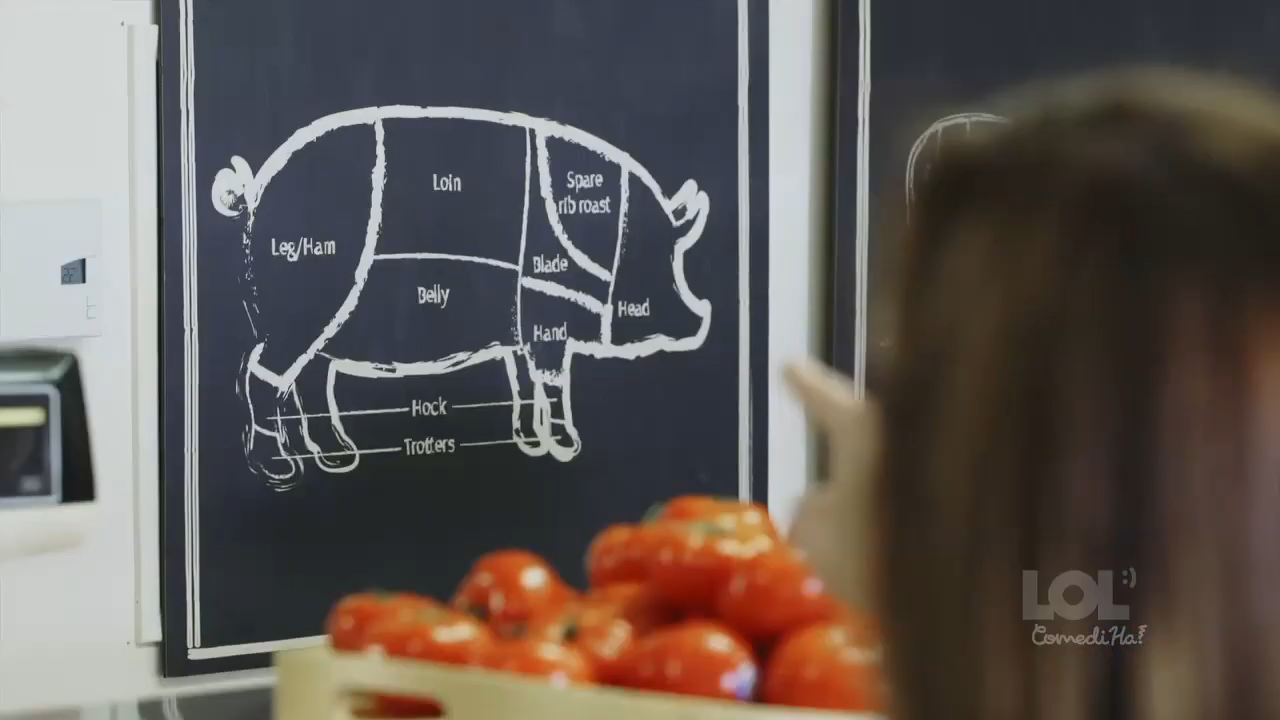 Loin
Spare
rib roast
Leg/Ham
Blade
Belly
Head
Hand
Hock
Trotters
LOL:)
ComediHa!